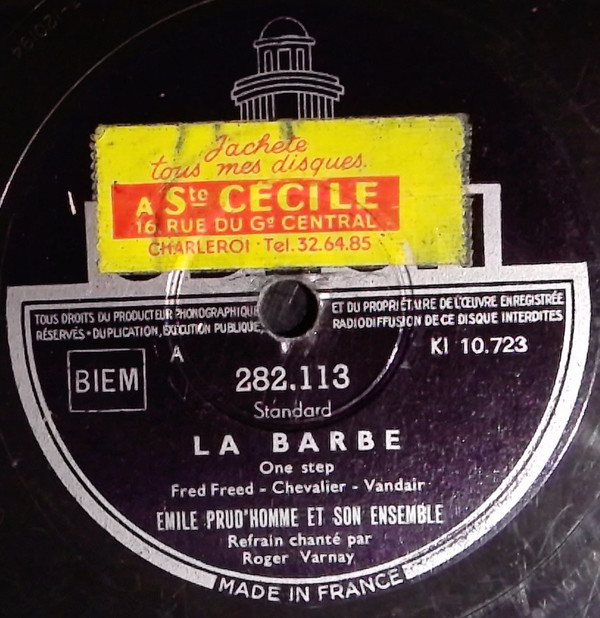 J'achète
tous mes disques
A Ste CÉCILE
16, RUE DU Gal CENTRAL
CHARLEROI - Tel. 32.64.85
TOUS DROITS DU PRODUCTEUR PHONOGRAPHIQUE ET DU PROPRIÉTAIRE DE L'ŒUVRE ENREGISTRÉE
RÉSERVÉS • DUPLICATION, EXÉCUTION PUBLIQUE, RADIODIFFUSION DE CE DISQUE INTERDITES
A
KI 10.723
BIEM
282.113
Standard
LA BARBE
One step
Fred Freed - Chevalier - Vandair
EMILE PRUD'HOMME ET SON ENSEMBLE
Refrain chanté par
Roger Varnay
MADE IN FRANCE